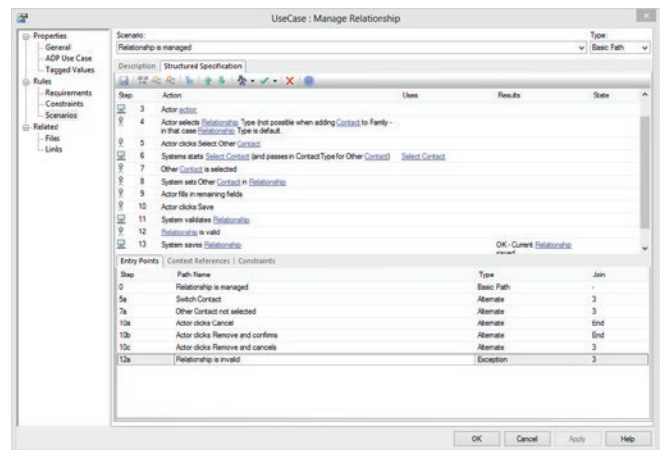 UseCase : Manage Relationship
Properties
General
ADP Use Case
Tagged Values
Rules
Requirements
Constraints
Scenarios
Related
Files
Links
Scenario: Type:
Relationship is managed Basic Path
Description Structured Specification
Step Action Uses Results State
3 Actor action
4 Actor selects Relationship Type (not possible when adding Contact to Family -
in that case Relationship Type is default.
5 Actor clicks Select Other Contact
6 Systems starts Select Contact (and passes in ContactType for Other Contact) Select Contact
7 Other Contact is selected
8 System sets Other Contact in Relationship
9 Actor fills in remaining fields
10 Actor clicks Save
11 System validates Relationship
12 Relationship is valid
13 System saves Relationship OK - Current Relationship
saved
Entry Points Context References Constraints
Step Path Name Type Join
0 Relationship is managed Basic Path -
5a Switch Contact Alternate 3
7a Other Contact not selected Alternate 3
10a Actor clicks Cancel Alternate End
10b Actor clicks Remove and confirms Alternate End
10c Actor clicks Remove and cancels Alternate 3
12a Relationship is invalid Exception 3
OK Cancel Apply Help